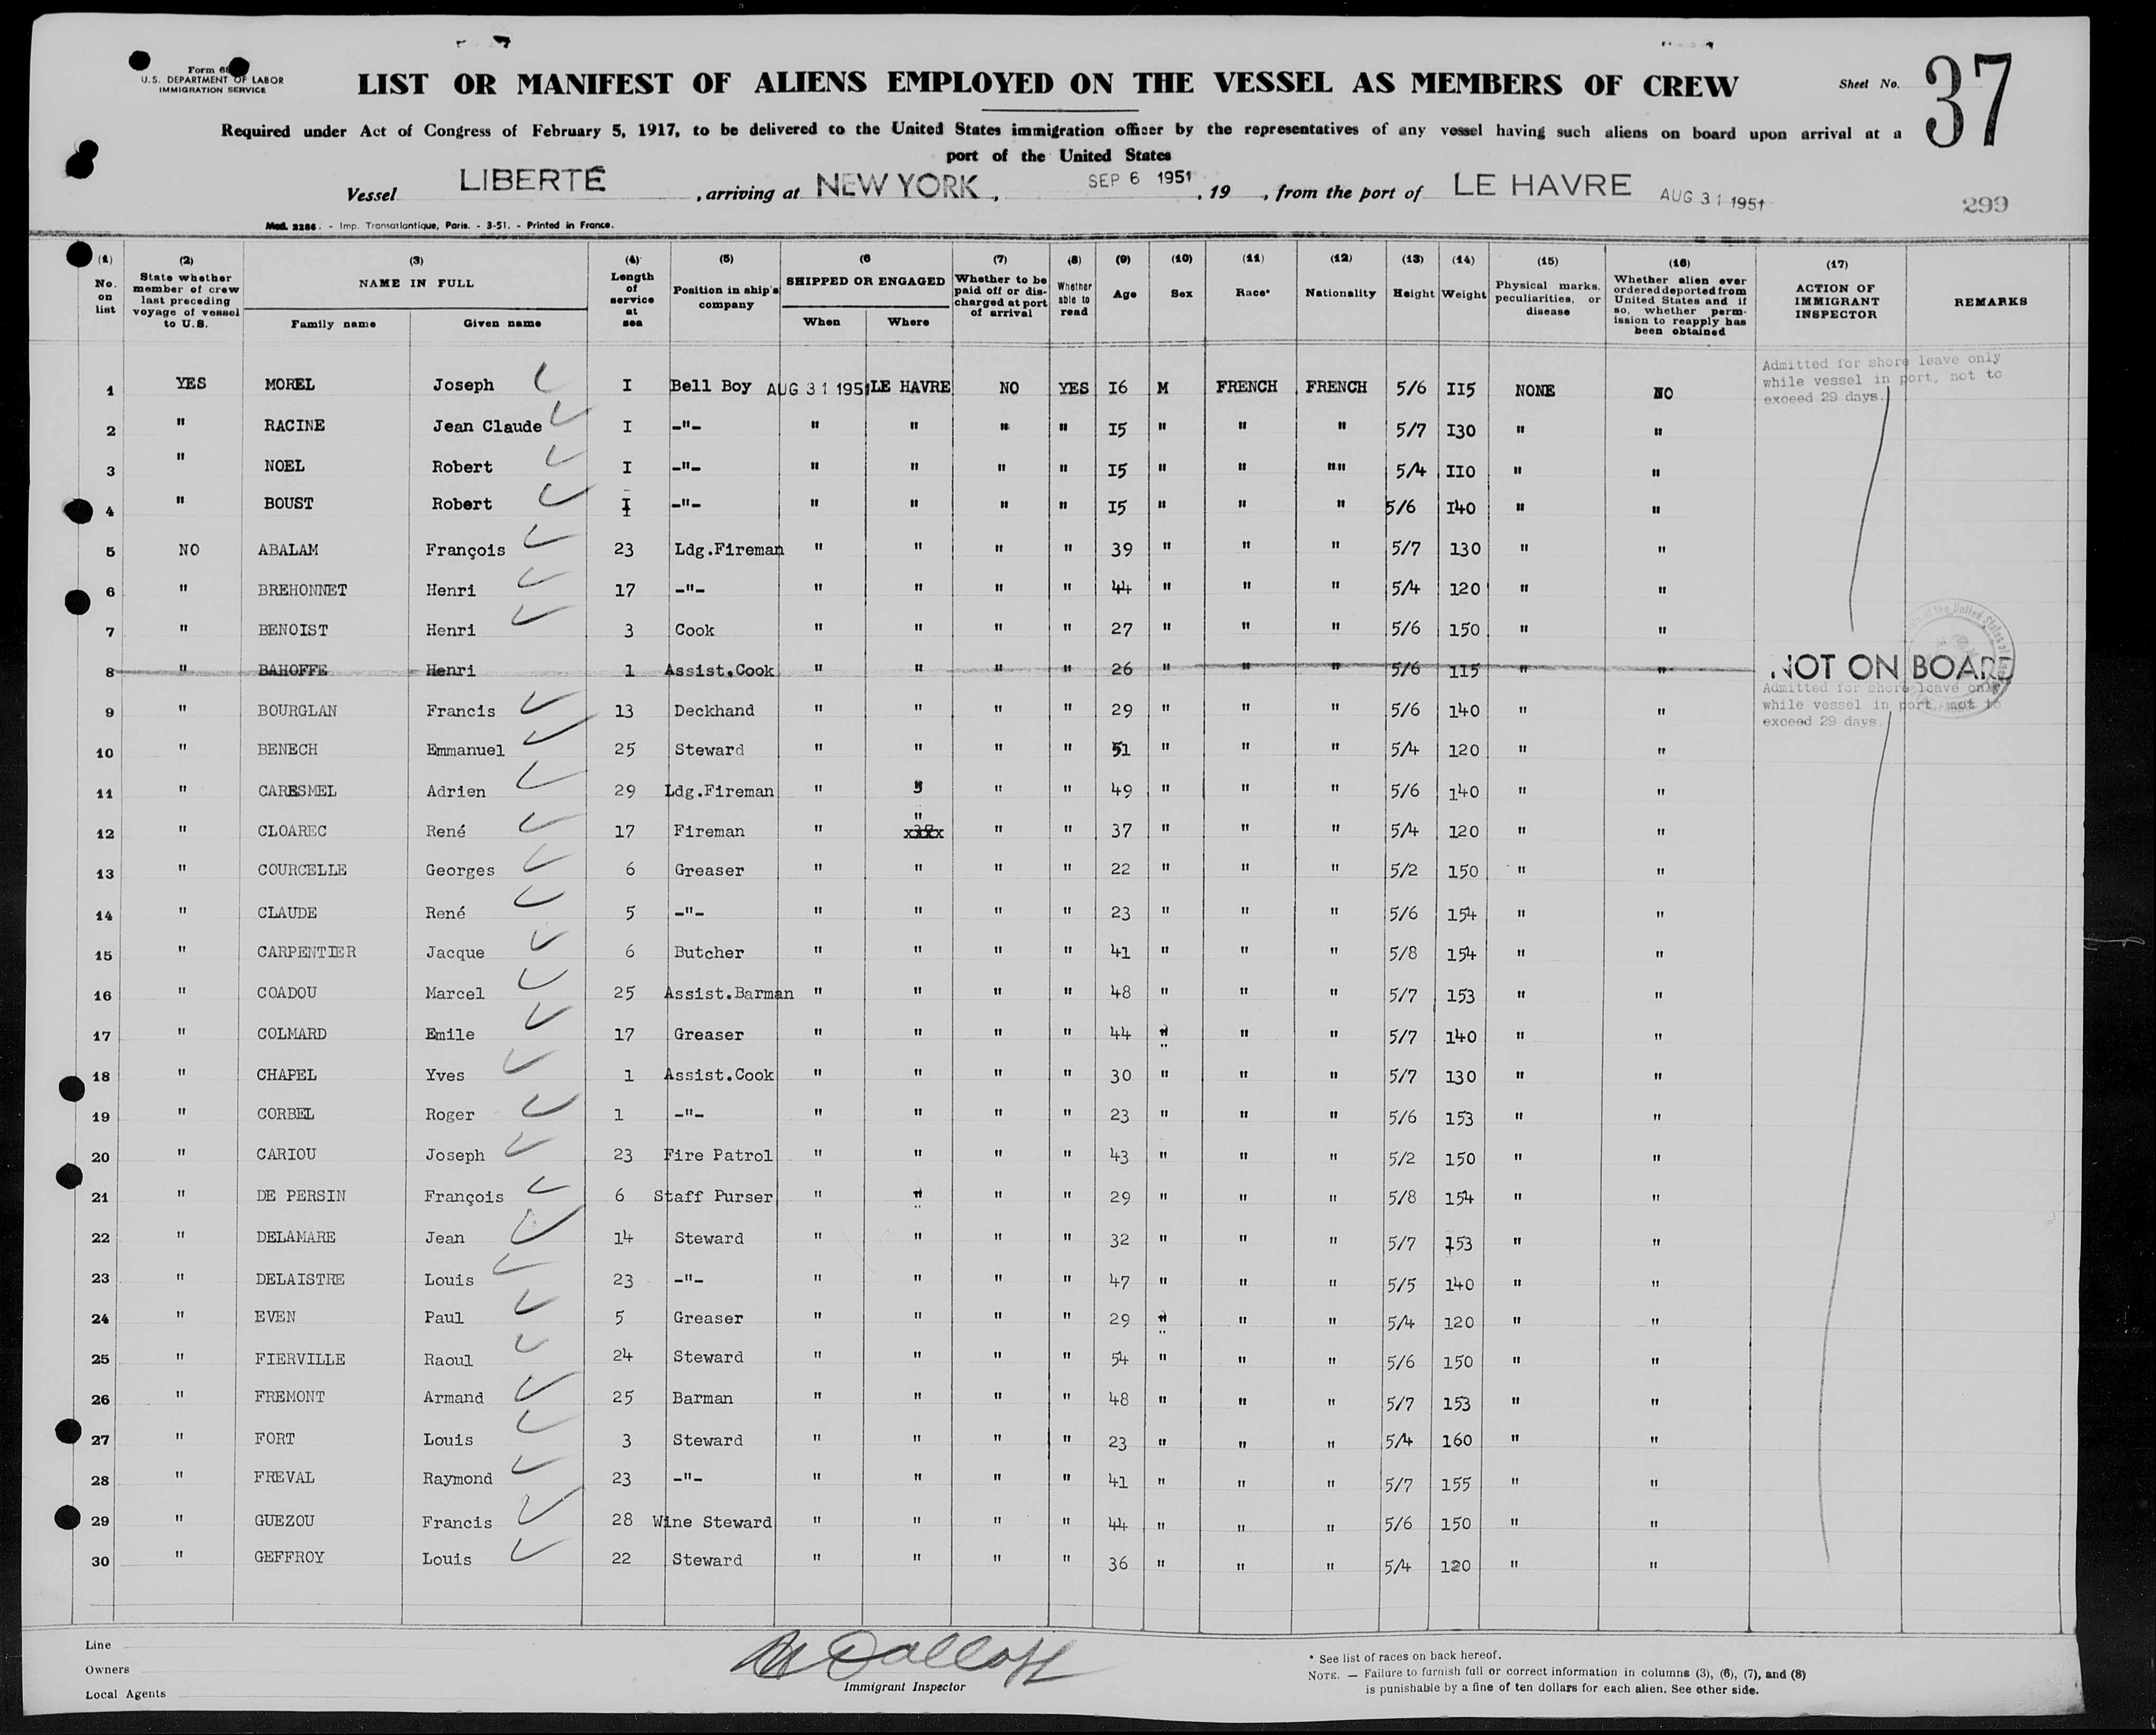 Form 68
U.S. DEPARTMENT OF LABOR
IMMIGRATION SERVICE
LIST OR MANIFEST OF ALIENS EMPLOYED ON THE VESSEL AS MEMBERS OF CREW
Sheet No. 37
Required under Act of Congress of February 5, 1917, to be delivered to the United States immigration officer by the representatives of any vessel having such aliens on board upon arrival at a
port of the United States
Vessel LIBERTÉ , arriving at NEW YORK , SEP 6 1951 , 19 , from the port of LE HAVRE AUG 31 1951
299
Mod. 2286. - Imp. Transatlantique, Paris. - 3-51. - Printed in France.
(1) No. on list
(2) State whether member of crew last preceding voyage of vessel to U.S.
(3) NAME IN FULL Family name Given name
(4) Length of service at sea
(5) Position in ship's company
(6 SHIPPED OR ENGAGED When Where
(7) Whether to be paid off or discharged at port of arrival
(8) Whether able to read
(9) Age
(10) Sex
(11) Race*
(12) Nationality
(13) Height
(14) Weight
(15) Physical marks, peculiarities, or disease
(16) Whether alien ever ordered deported from United States and if so, whether permission to reapply has been obtained
(17) ACTION OF IMMIGRANT INSPECTOR
REMARKS
Admitted for shore leave only
while vessel in port, not to
exceed 29 days.
1 YES MOREL Joseph I Bell Boy AUG 31 1951 LE HAVRE NO YES I6 M FRENCH FRENCH 5/6 II5 NONE NO
2 " RACINE Jean Claude I -"- " " " " I5 " " " 5/7 I30 " "
3 " NOEL Robert I -"- " " " " I5 " " "" 5/4 IIO " "
4 " BOUST Robert I -"- " " " " I5 " " " 5/6 I40 " "
5 NO ABALAM François 23 Ldg.Fireman " " " " 39 " " " 5/7 130 " "
6 " BREHONNET Henri 17 -"- " " " " 44 " " " 5/4 120 " "
7 " BENOIST Henri 3 Cook " " " " 27 " " " 5/6 150 " "
8 " BAHOFFE Henri 1 Assist.Cook " " " " 26 " " " 5/6 115 " " NOT ON BOARD
Admitted for shore leave only
while vessel in port, not to
exceed 29 days.
9 " BOURGLAN Francis 13 Deckhand " " " " 29 " " " 5/6 140 " "
10 " BENECH Emmanuel 25 Steward " " " " 51 " " " 5/4 120 " "
11 " CARESMEL Adrien 29 Ldg.Fireman " " " " 49 " " " 5/6 140 " "
12 " CLOAREC René 17 Fireman " " " " 37 " " " 5/4 120 " "
13 " COURCELLE Georges 6 Greaser " " " " 22 " " " 5/2 150 " "
14 " CLAUDE René 5 -"- " " " " 23 " " " 5/6 154 " "
15 " CARPENTIER Jacque 6 Butcher " " " " 41 " " " 5/8 154 " "
16 " COADOU Marcel 25 Assist.Barman " " " " 48 " " " 5/7 153 " "
17 " COLMARD Emile 17 Greaser " " " " 44 " " " 5/7 140 " "
18 " CHAPEL Yves 1 Assist.Cook " " " " 30 " " " 5/7 130 " "
19 " CORBEL Roger 1 -"- " " " " 23 " " " 5/6 153 " "
20 " CARIOU Joseph 23 Fire Patrol " " " " 43 " " " 5/2 150 " "
21 " DE PERSIN François 6 Staff Purser " " " " 29 " " " 5/8 154 " "
22 " DELAMARE Jean 14 Steward " " " " 32 " " " 5/7 153 " "
23 " DELAISTRE Louis 23 -"- " " " " 47 " " " 5/5 140 " "
24 " EVEN Paul 5 Greaser " " " " 29 " " " 5/4 120 " "
25 " FIERVILLE Raoul 24 Steward " " " " 54 " " " 5/6 150 " "
26 " FREMONT Armand 25 Barman " " " " 48 " " " 5/7 153 " "
27 " FORT Louis 3 Steward " " " " 23 " " " 5/4 160 " "
28 " FREVAL Raymond 23 -"- " " " " 41 " " " 5/7 155 " "
29 " GUEZOU Francis 28 Wine Steward " " " " 44 " " " 5/6 150 " "
30 " GEFFROY Louis 22 Steward " " " " 36 " " " 5/4 120 " "
Line
Owners
Local Agents
Immigrant Inspector
* See list of races on back hereof.
NOTE. — Failure to furnish full or correct information in columns (3), (6), (7), and (8)
is punishable by a fine of ten dollars for each alien. See other side.